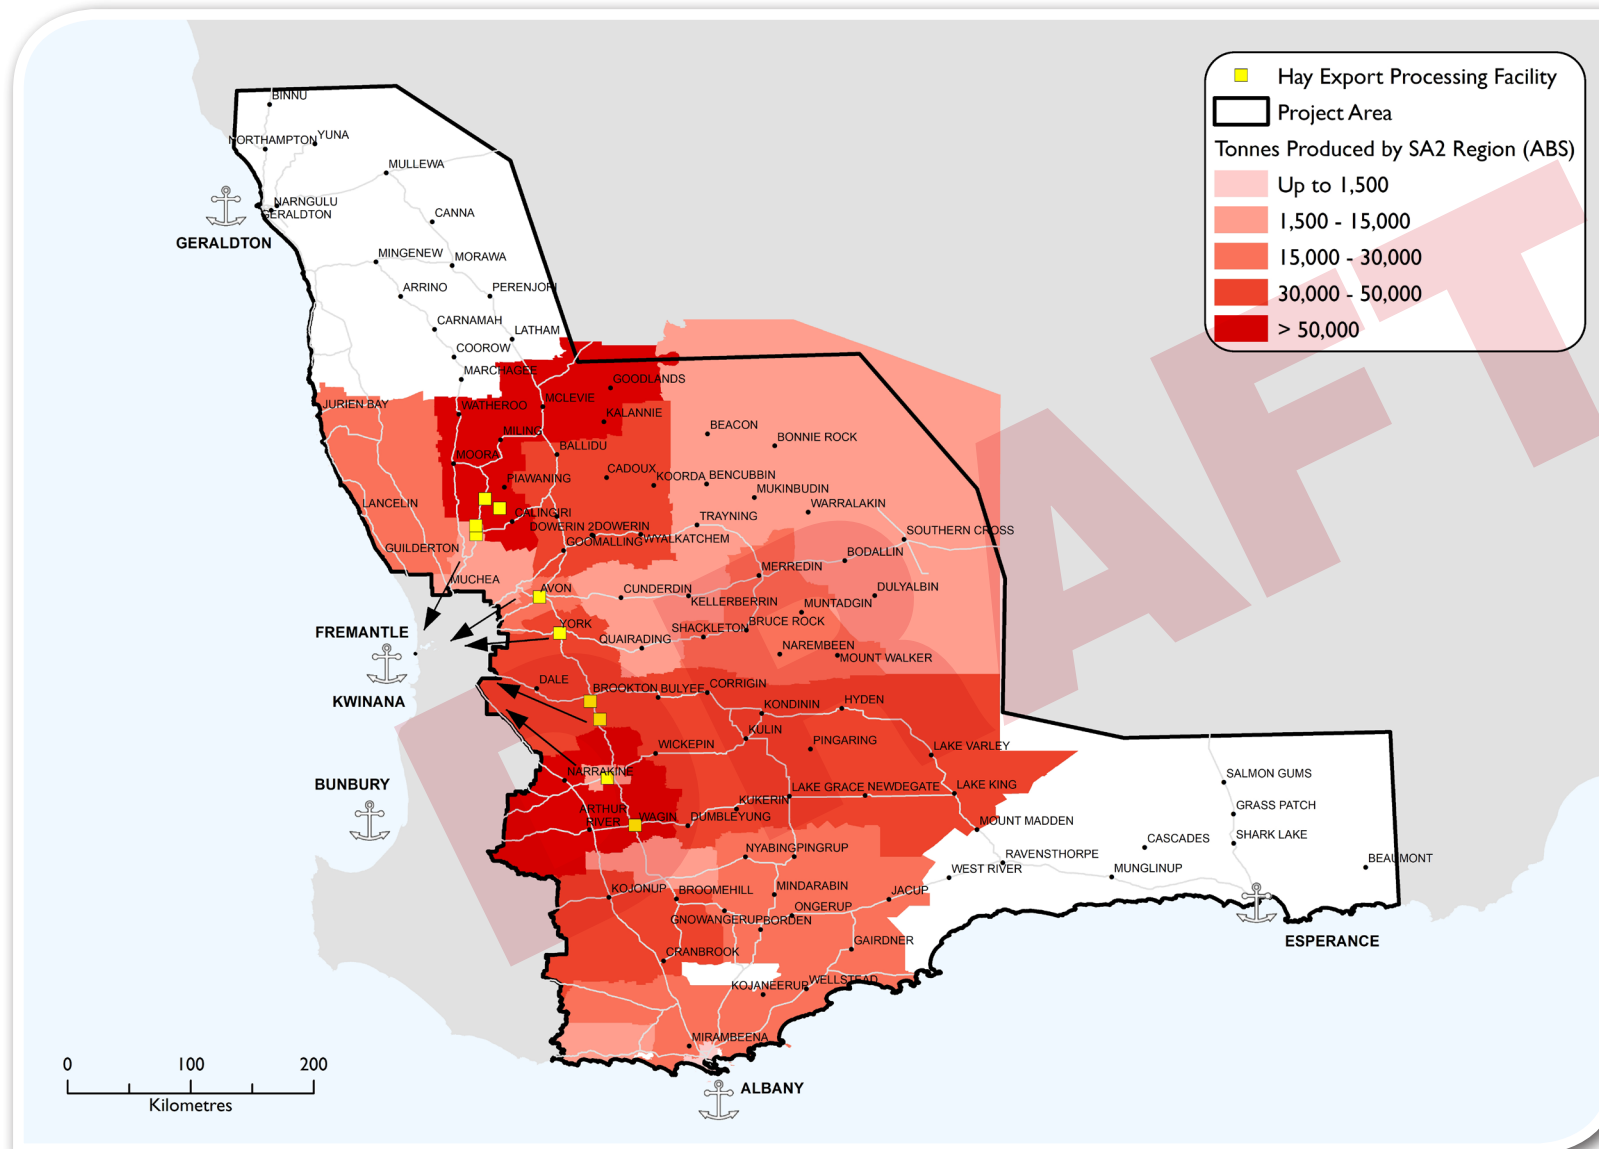 Hay Export Processing Facility
Project Area
Tonnes Produced by SA2 Region (ABS)
Up to 1,500
1,500 - 15,000
15,000 - 30,000
30,000 - 50,000
> 50,000
DRAFT
BINNU
NORTHAMPTON
YUNA
MULLEWA
NARNGULU
GERALDTON
CANNA
GERALDTON
MINGENEW
MORAWA
ARRINO
PERENJORI
CARNAMAH
LATHAM
COOROW
MARCHAGEE
GOODLANDS
JURIEN BAY
WATHEROO
MCLEVIE
KALANNIE
MILING
BEACON
BONNIE ROCK
BALLIDU
MOORA
CADOUX
KOORDA
BENCUBBIN
PIAWANING
MUKINBUDIN
LANCELIN
WARRALAKIN
CALINGIRI
TRAYNING
DOWERIN 2
DOWERIN
SOUTHERN CROSS
GOOMALLING
WYALKATCHEM
GUILDERTON
BODALLIN
MERREDIN
MUCHEA
AVON
CUNDERDIN
DULYALBIN
KELLERBERRIN
MUNTADGIN
YORK
SHACKLETON
BRUCE ROCK
FREMANTLE
QUAIRADING
NAREMBEEN
MOUNT WALKER
DALE
BROOKTON
BULYEE
CORRIGIN
KWINANA
KONDININ
HYDEN
KULIN
WICKEPIN
PINGARING
LAKE VARLEY
NARRAKINE
SALMON GUMS
BUNBURY
LAKE GRACE
NEWDEGATE
LAKE KING
KUKERIN
GRASS PATCH
ARTHUR
RIVER
WAGIN
DUMBLEYUNG
MOUNT MADDEN
CASCADES
SHARK LAKE
NYABING
PINGRUP
RAVENSTHORPE
BEAUMONT
WEST RIVER
MUNGLINUP
KOJONUP
BROOMEHILL
MINDARABIN
JACUP
ONGERUP
GNOWANGERUP
BORDEN
GAIRDNER
ESPERANCE
CRANBROOK
KOJANEERUP
WELLSTEAD
MIRAMBEENA
ALBANY
0 100 200
Kilometres